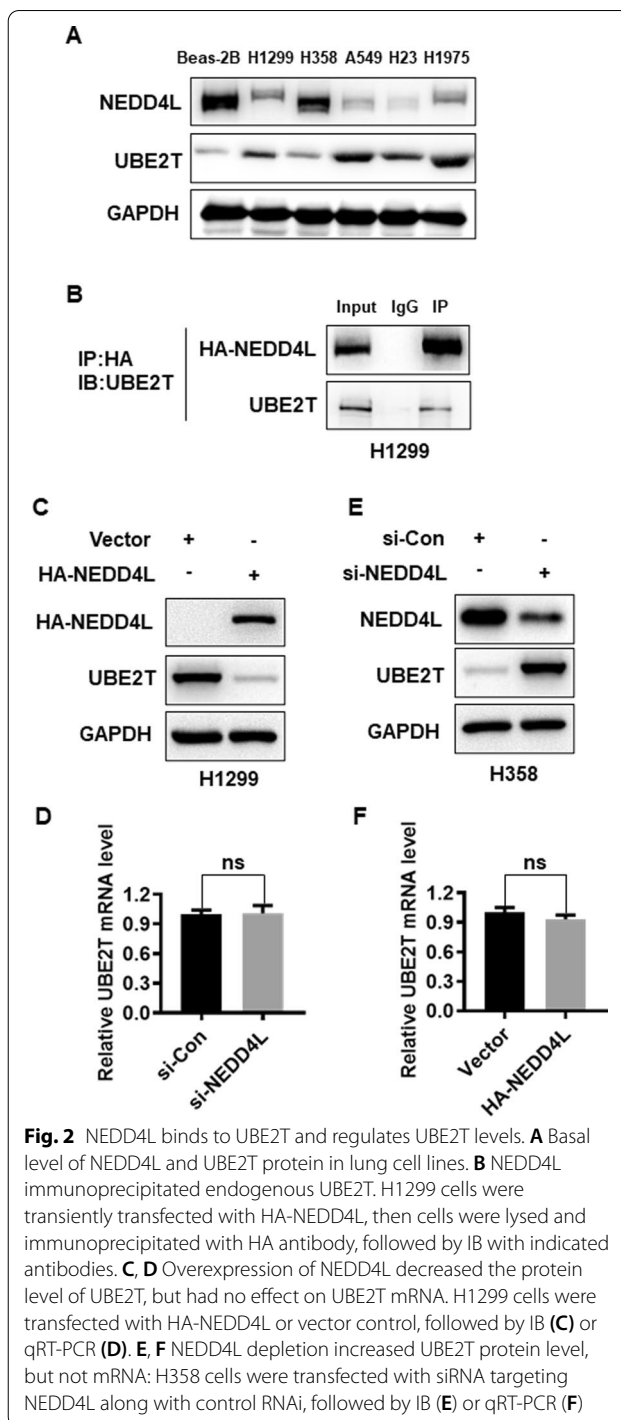 A
Beas-2B H1299 H358 A549 H23 H1975
NEDD4L
UBE2T
GAPDH
B
Input IgG IP
IP:HA
IB:UBE2T
HA-NEDD4L
UBE2T
H1299
C
Vector + -
HA-NEDD4L - +
HA-NEDD4L
UBE2T
GAPDH
H1299
E
si-Con + -
si-NEDD4L - +
NEDD4L
UBE2T
GAPDH
H358
D
Relative UBE2T mRNA level
ns
1.2
0.9
0.6
0.3
0.0
si-Con
si-NEDD4L
F
Relative UBE2T mRNA level
ns
1.2
0.9
0.6
0.3
0.0
Vector
HA-NEDD4L
Fig. 2 NEDD4L binds to UBE2T and regulates UBE2T levels. A Basal
level of NEDD4L and UBE2T protein in lung cell lines. B NEDD4L
immunoprecipitated endogenous UBE2T. H1299 cells were
transiently transfected with HA-NEDD4L, then cells were lysed and
immunoprecipitated with HA antibody, followed by IB with indicated
antibodies. C, D Overexpression of NEDD4L decreased the protein
level of UBE2T, but had no effect on UBE2T mRNA. H1299 cells were
transfected with HA-NEDD4L or vector control, followed by IB (C) or
qRT-PCR (D). E, F NEDD4L depletion increased UBE2T protein level,
but not mRNA: H358 cells were transfected with siRNA targeting
NEDD4L along with control RNAi, followed by IB (E) or qRT-PCR (F)